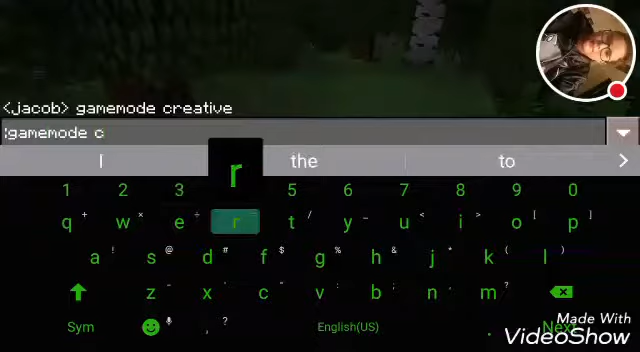 <.jacob> gamemode creative
:gamemode c
I the to
r
1 2 3 5 6 7 8 9 0
q + w × e ÷ r t / y _ u < i > o [ p ]
a ! s @ d # f $ g % h & j * k ( l )
z - x ' c " v : b ; n , m ?
Sym , ? English(US) . Next
Made With
VideoShow